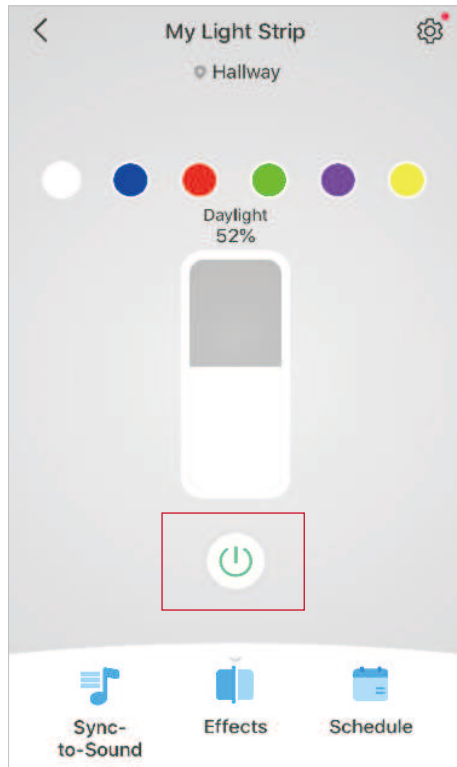 My Light Strip
Hallway
Daylight
52%
Sync-
to-Sound
Effects
Schedule